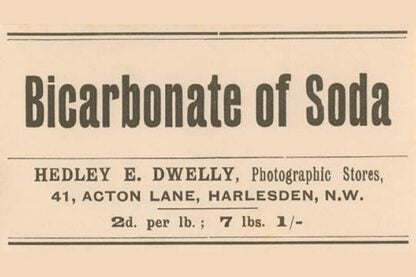 Bicarbonate of Soda
HEDLEY E. DWELLY, Photographic Stores,
41, ACTON LANE, HARLESDEN, N.W.
2d. per lb.; 7 lbs. 1/-